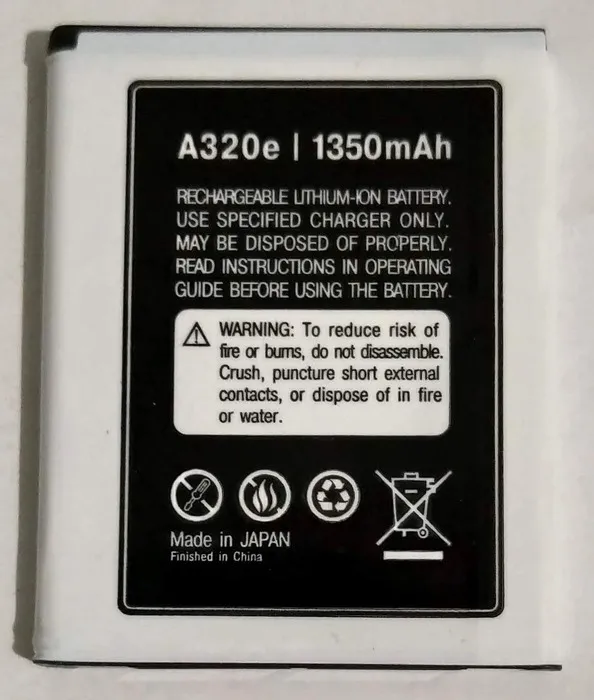 A320e | 1350mAh
RECHARGEABLE LITHIUM-ION BATTERY.
USE SPECIFIED CHARGER ONLY.
MAY BE DISPOSED OF PROPERLY.
READ INSTRUCTIONS IN OPERATING
GUIDE BEFORE USING THE BATTERY.
WARNING: To reduce risk of
fire or burns, do not disassemble.
Crush, puncture short external
contacts, or dispose of in fire
or water.
Made in JAPAN
Finished in China